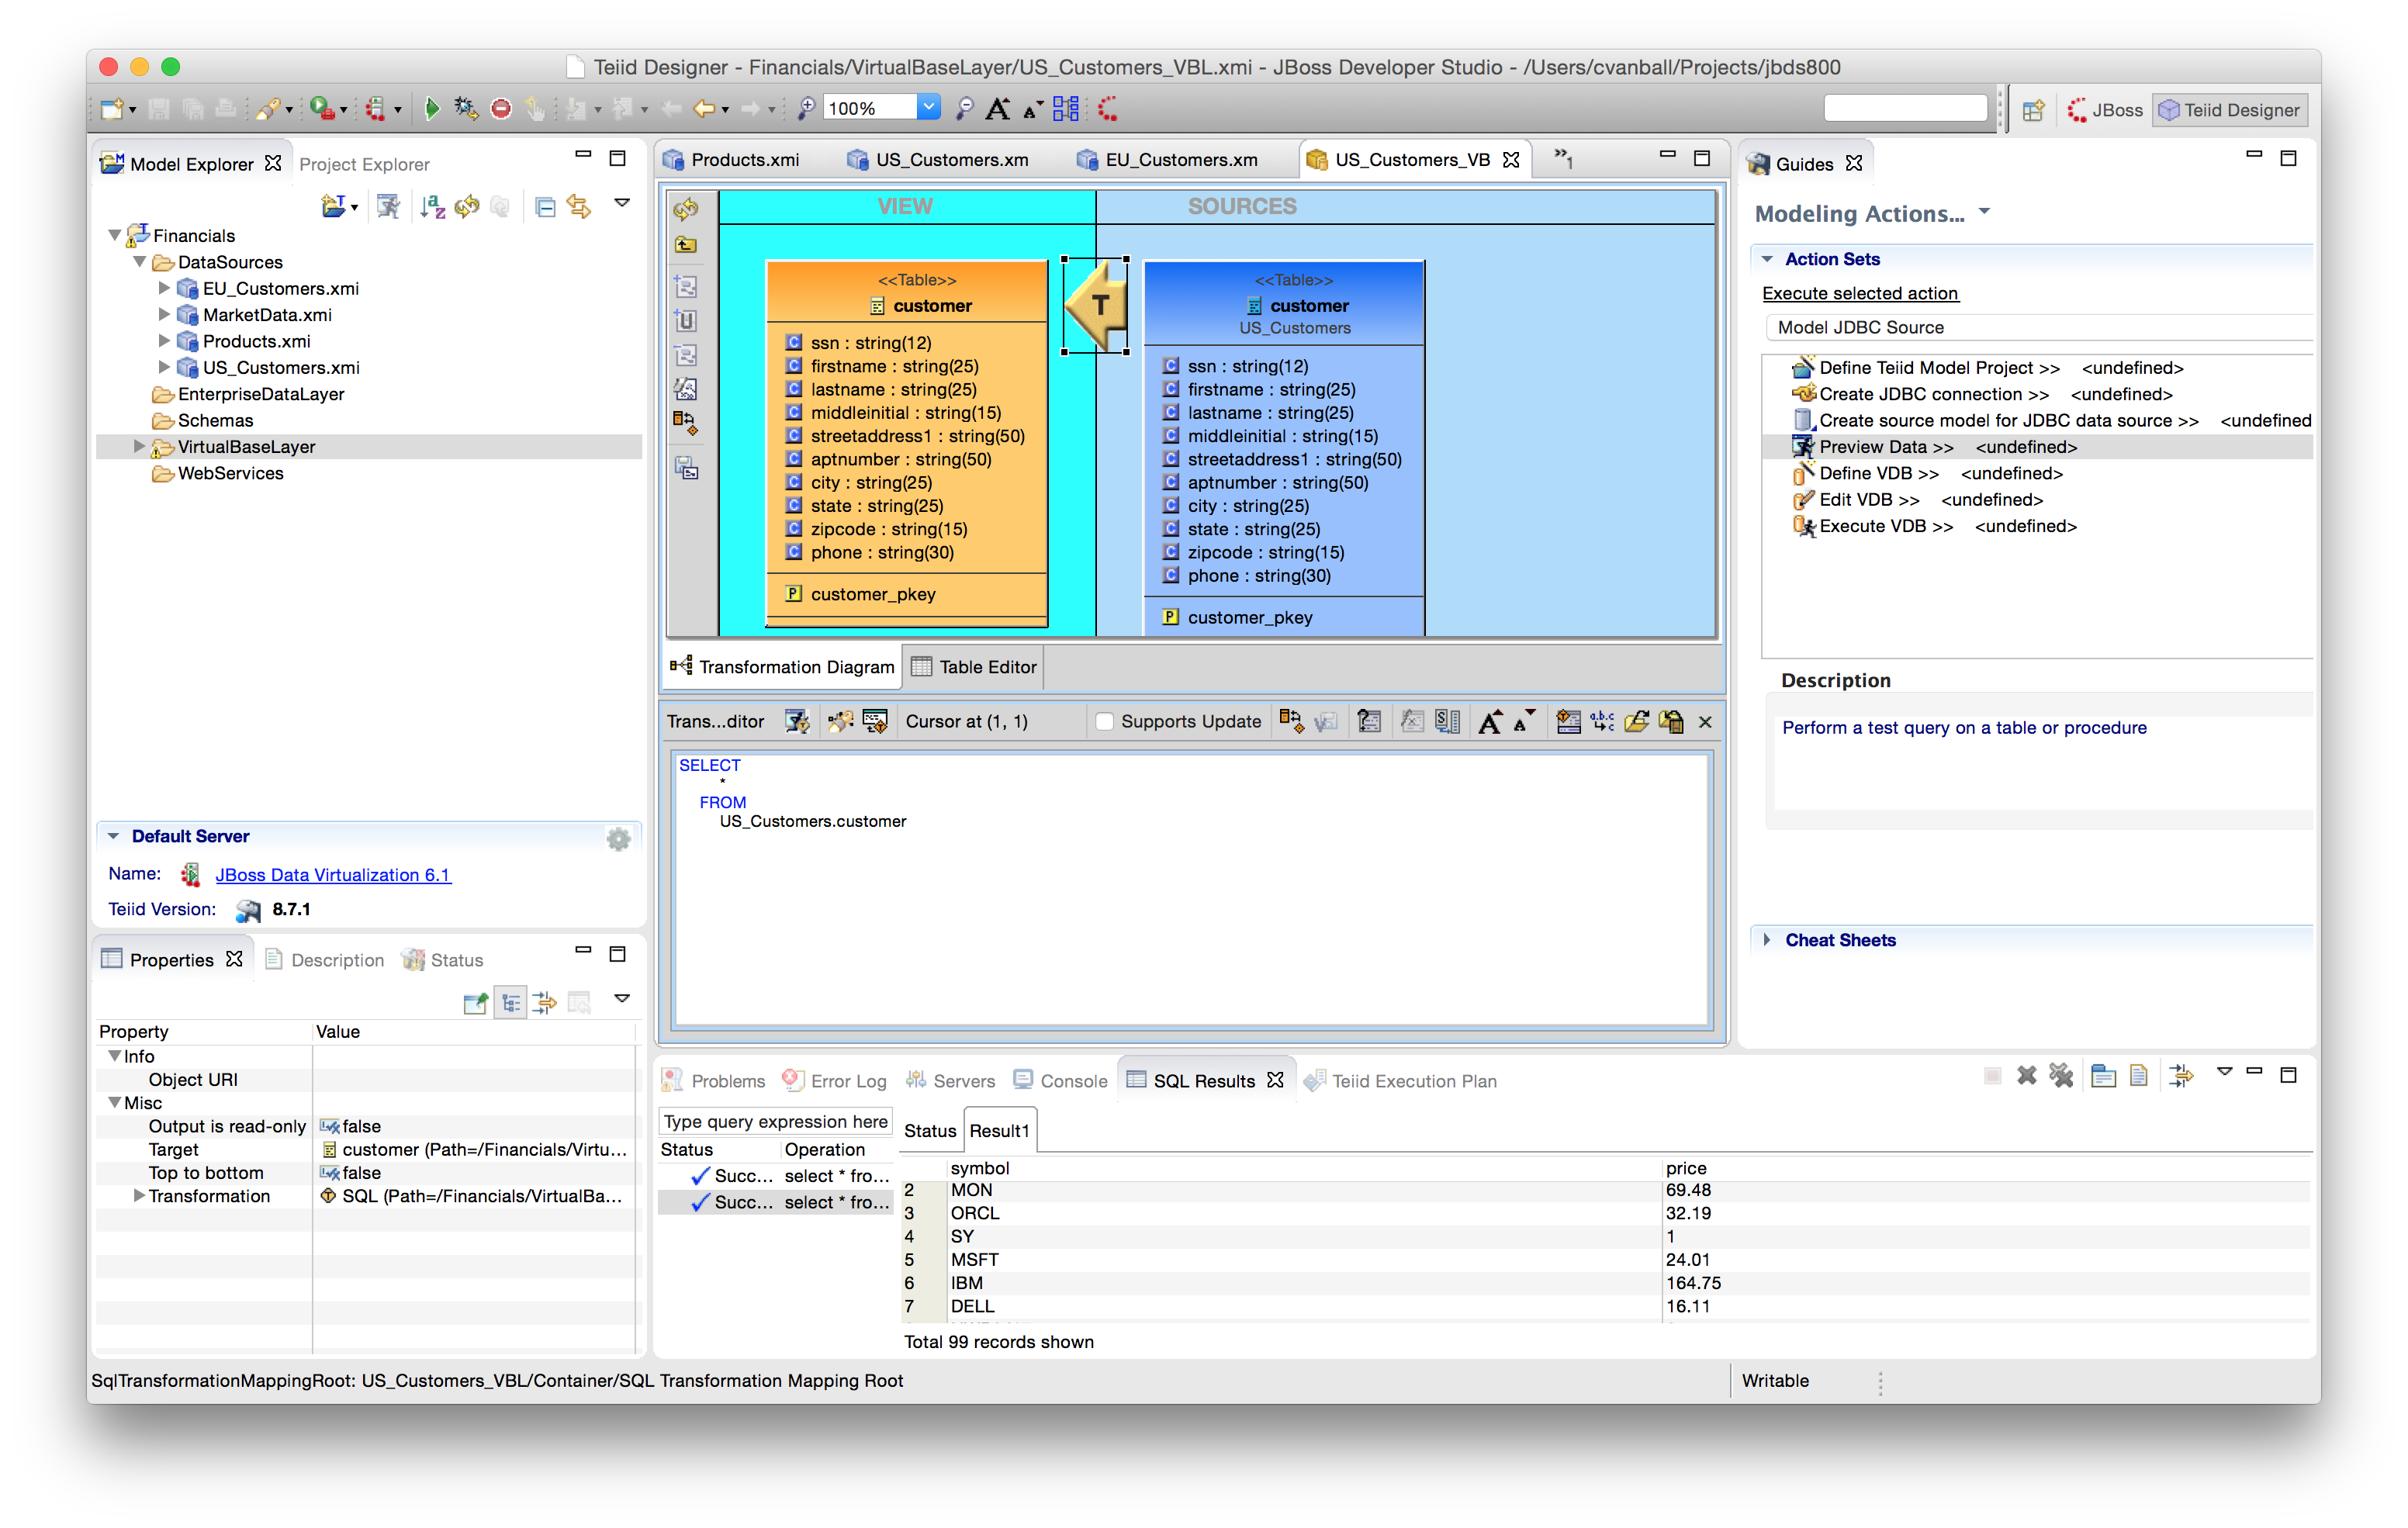 Teiid Designer - Financials/VirtualBaseLayer/US_Customers_VBL.xmi - JBoss Developer Studio - /Users/cvanball/Projects/jbds800
100%
JBoss
Teiid Designer
Model Explorer
Project Explorer
Financials
DataSources
EU_Customers.xmi
MarketData.xmi
Products.xmi
US_Customers.xmi
EnterpriseDataLayer
Schemas
VirtualBaseLayer
WebServices
Default Server
Name: JBoss Data Virtualization 6.1
Teiid Version: 8.7.1
Properties
Description
Status
Property Value
Info
Object URI
Misc
Output is read-only false
Target customer (Path=/Financials/Virtu...
Top to bottom false
Transformation SQL (Path=/Financials/VirtualBa...
Products.xmi
US_Customers.xm
EU_Customers.xm
US_Customers_VB
»1
VIEW
SOURCES
<<Table>>
customer
ssn : string(12)
firstname : string(25)
lastname : string(25)
middleinitial : string(15)
streetaddress1 : string(50)
aptnumber : string(50)
city : string(25)
state : string(25)
zipcode : string(15)
phone : string(30)
customer_pkey
T
<<Table>>
customer
US_Customers
ssn : string(12)
firstname : string(25)
lastname : string(25)
middleinitial : string(15)
streetaddress1 : string(50)
aptnumber : string(50)
city : string(25)
state : string(25)
zipcode : string(15)
phone : string(30)
customer_pkey
Transformation Diagram
Table Editor
Trans...ditor
Cursor at (1, 1)
Supports Update
SELECT
*
FROM
US_Customers.customer
Problems
Error Log
Servers
Console
SQL Results
Teiid Execution Plan
Type query expression here
Status Operation
Succ... select * fro...
Succ... select * fro...
Status
Result1
symbol price
2 MON 69.48
3 ORCL 32.19
4 SY 1
5 MSFT 24.01
6 IBM 164.75
7 DELL 16.11
Total 99 records shown
Guides
Modeling Actions...
Action Sets
Execute selected action
Model JDBC Source
Define Teiid Model Project >> <undefined>
Create JDBC connection >> <undefined>
Create source model for JDBC data source >> <undefined
Preview Data >> <undefined>
Define VDB >> <undefined>
Edit VDB >> <undefined>
Execute VDB >> <undefined>
Description
Perform a test query on a table or procedure
Cheat Sheets
SqlTransformationMappingRoot: US_Customers_VBL/Container/SQL Transformation Mapping Root
Writable